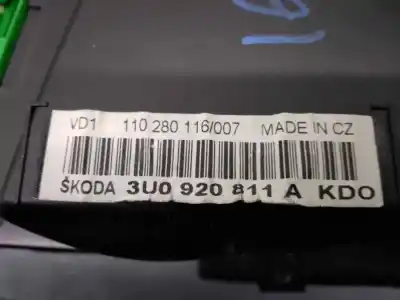 VD1 110 280 116/007 MADE IN CZ
ŠKODA 3U0 920 811 A KDO